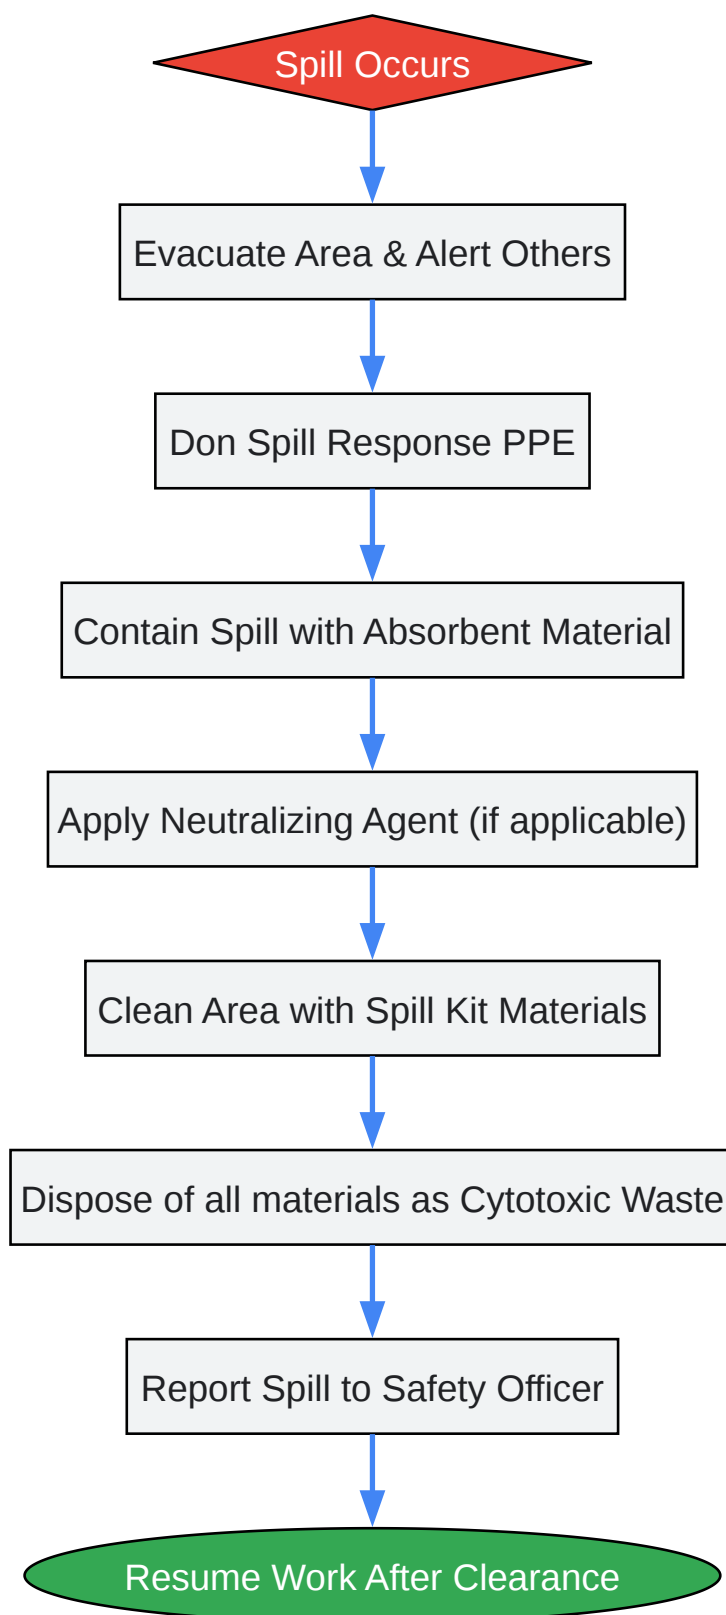 Spill Occurs
Evacuate Area & Alert Others
Don Spill Response PPE
Contain Spill with Absorbent Material
Apply Neutralizing Agent (if applicable)
Clean Area with Spill Kit Materials
Dispose of all materials as Cytotoxic Waste
Report Spill to Safety Officer
Resume Work After Clearance